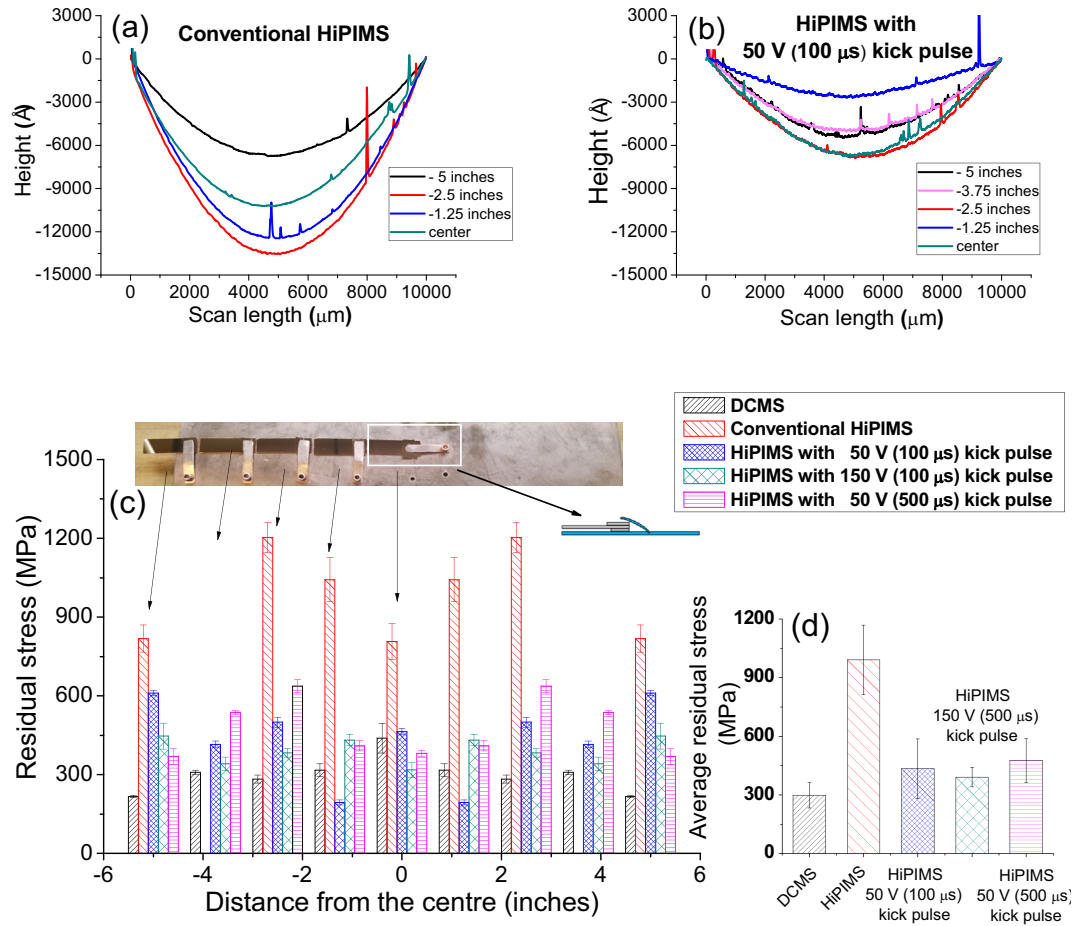 (a)
Conventional HiPIMS
3000
0
-3000
-6000
-9000
-12000
-15000
Height (Å)
- 5 inches
-2.5 inches
-1.25 inches
center
0 2000 4000 6000 8000 10000
Scan length (μm)
(b)
HiPIMS with
50 V (100 μs) kick pulse
3000
0
-3000
-6000
-9000
-12000
-15000
Height (Å)
- 5 inches
-3.75 inches
-2.5 inches
-1.25 inches
center
0 2000 4000 6000 8000 10000
Scan length (μm)
DCMS
Conventional HiPIMS
HiPIMS with 50 V (100 μs) kick pulse
HiPIMS with 150 V (100 μs) kick pulse
HiPIMS with 50 V (500 μs) kick pulse
(c)
1500
1200
900
600
300
0
Residual stress (MPa)
-6 -4 -2 0 2 4 6
Distance from the centre (inches)
(d)
1200
900
600
300
0
Average residual stress
(MPa)
HiPIMS
150 V (500 μs)
kick pulse
DCMS
HiPIMS
HiPIMS
50 V (100 μs)
kick pulse
HiPIMS
50 V (500 μs)
kick pulse